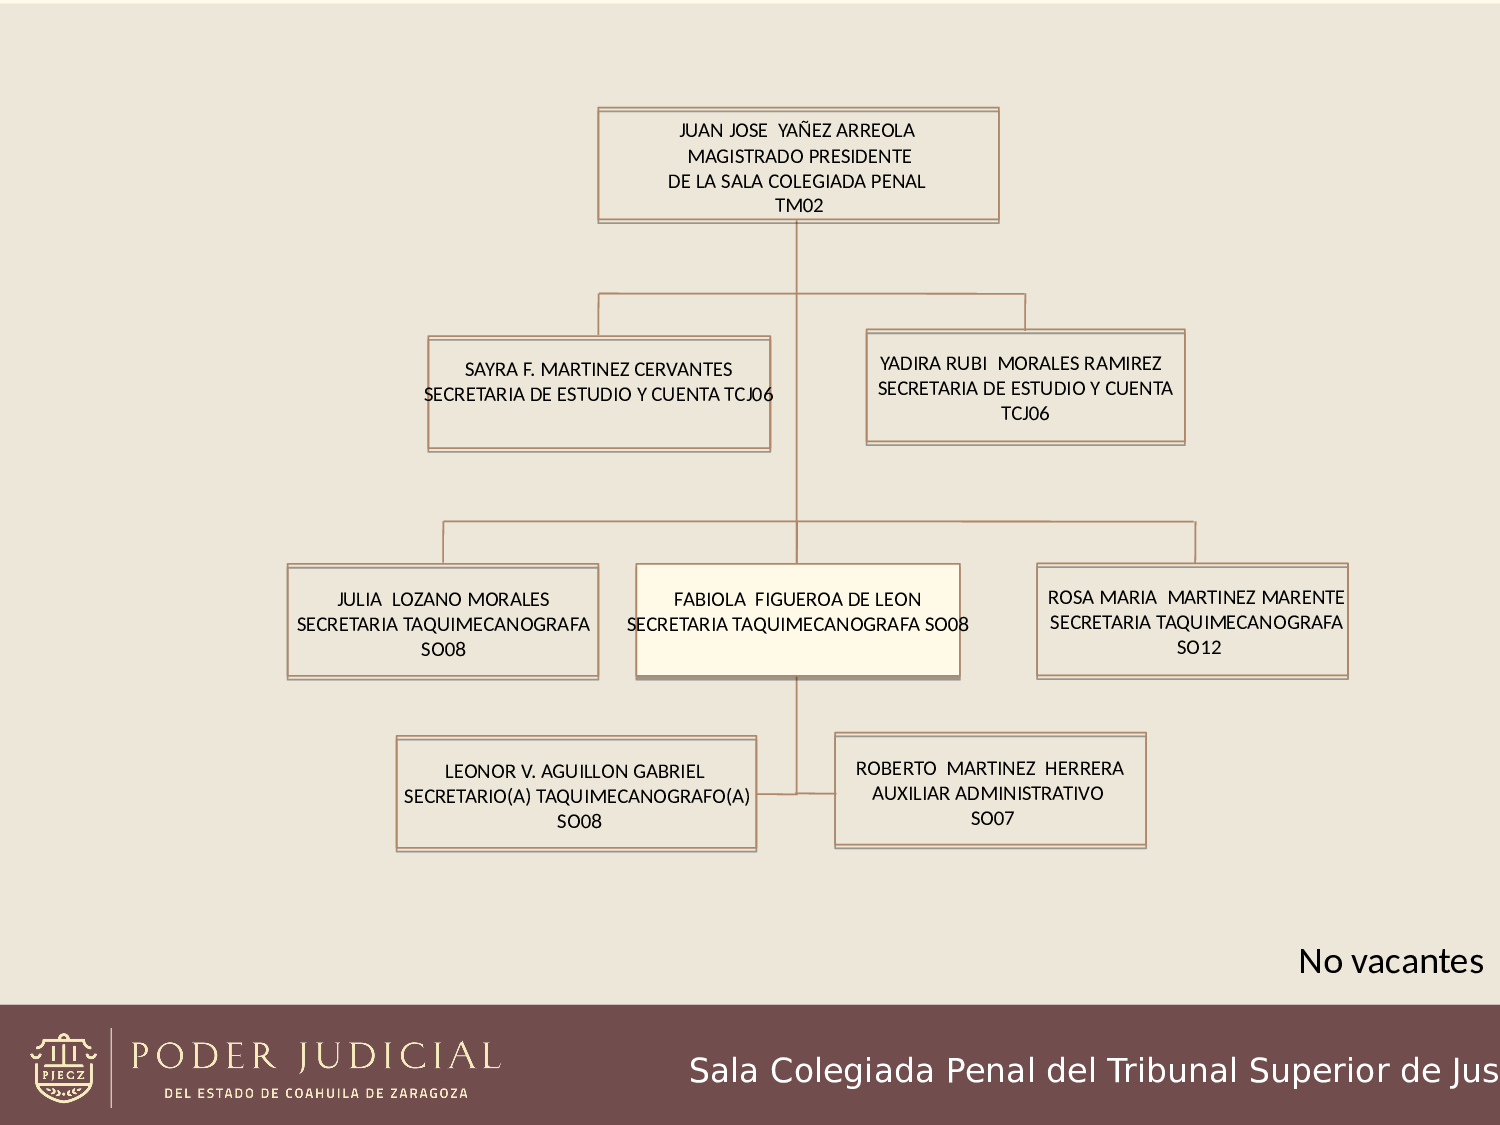 JUAN JOSE YAÑEZ ARREOLA
MAGISTRADO PRESIDENTE
DE LA SALA COLEGIADA PENAL
TM02
SAYRA F. MARTINEZ CERVANTES
SECRETARIA DE ESTUDIO Y CUENTA TCJ06
YADIRA RUBI MORALES RAMIREZ
SECRETARIA DE ESTUDIO Y CUENTA
TCJ06
JULIA LOZANO MORALES
SECRETARIA TAQUIMECANOGRAFA
SO08
FABIOLA FIGUEROA DE LEON
SECRETARIA TAQUIMECANOGRAFA SO08
ROSA MARIA MARTINEZ MARENTE
SECRETARIA TAQUIMECANOGRAFA
SO12
LEONOR V. AGUILLON GABRIEL
SECRETARIO(A) TAQUIMECANOGRAFO(A)
SO08
ROBERTO MARTINEZ HERRERA
AUXILIAR ADMINISTRATIVO
SO07
No vacantes
PJECZ
PODER JUDICIAL
DEL ESTADO DE COAHUILA DE ZARAGOZA
Sala Colegiada Penal del Tribunal Superior de Jus